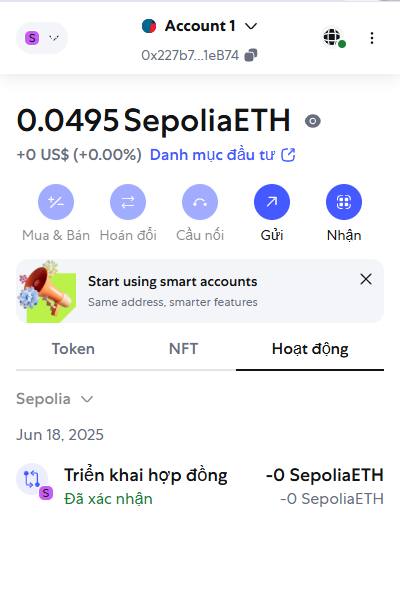 S
Account 1
0x227b7...1eB74
0.0495 SepoliaETH
+0 US$ (+0.00%) Danh mục đầu tư
Mua & Bán Hoán đổi Cầu nối Gửi Nhận
Start using smart accounts
Same address, smarter features
Token NFT Hoạt động
Sepolia
Jun 18, 2025
Triển khai hợp đồng -0 SepoliaETH
S
Đã xác nhận -0 SepoliaETH